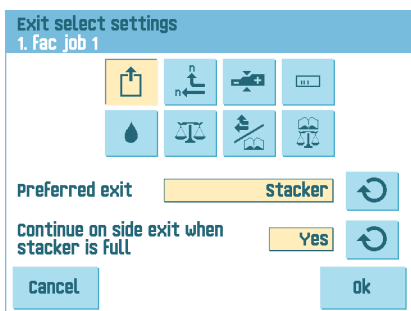 Exit select settings
1. Fac job 1
n
n
Preferred exit
Stacker
Continue on side exit when
stacker is full
Yes
Cancel
Ok